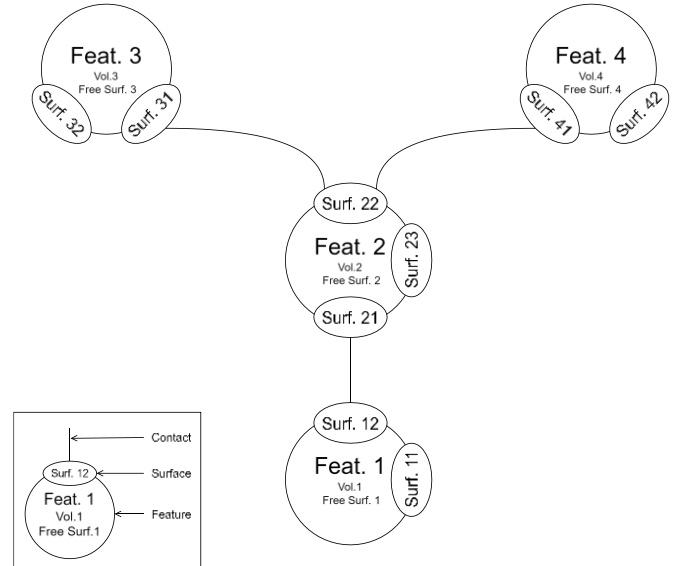 Feat. 3
Vol.3
Free Surf. 3
Surf. 32
Surf. 31
Feat. 4
Vol.4
Free Surf. 4
Surf. 41
Surf. 42
Surf. 22
Feat. 2
Vol.2
Free Surf. 2
Surf. 23
Surf. 21
Surf. 12
Feat. 1
Vol.1
Free Surf. 1
Surf. 11
Contact
Surf. 12
Surface
Feat. 1
Vol.1
Free Surf.1
Feature